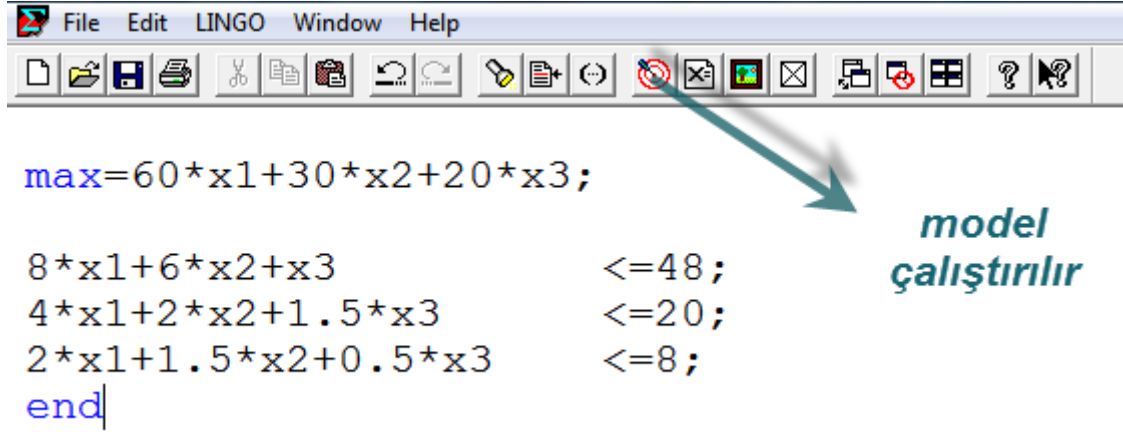 File Edit LINGO Window Help
max=60*x1+30*x2+20*x3;
8*x1+6*x2+x3 <=48;
4*x1+2*x2+1.5*x3 <=20;
2*x1+1.5*x2+0.5*x3 <=8;
end
model
çalıştırılır